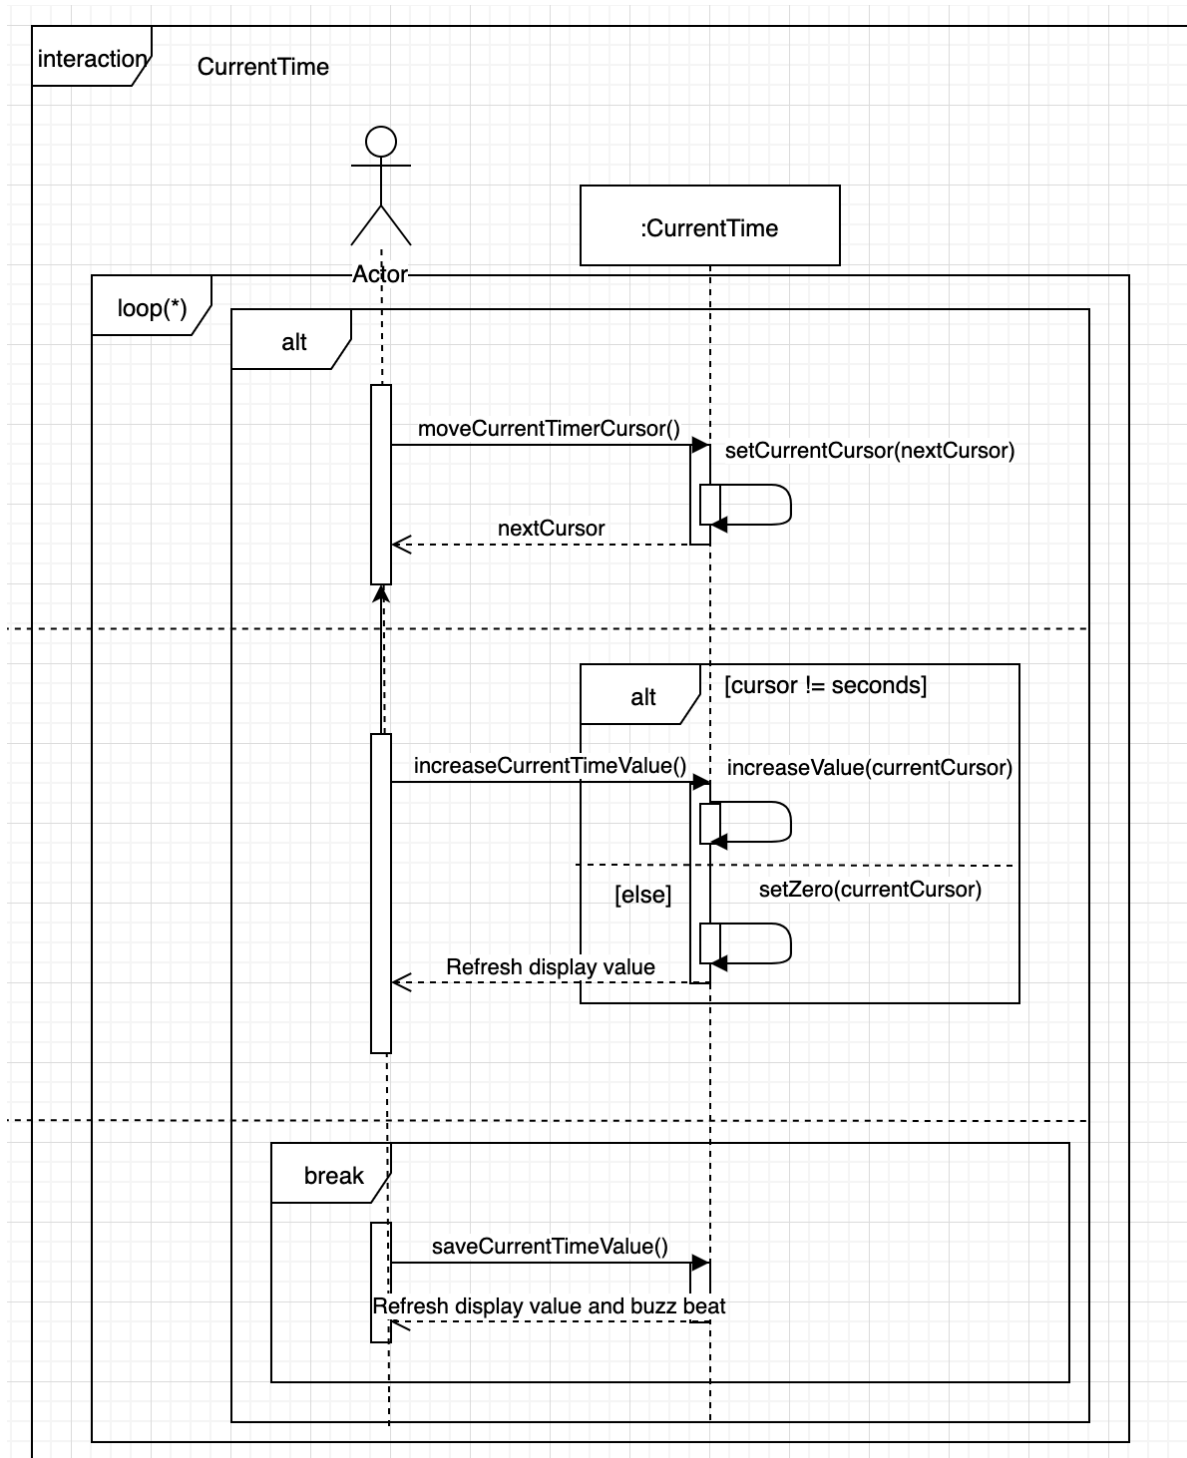 interaction
CurrentTime
:CurrentTime
Actor
loop(*)
alt
moveCurrentTimerCursor()
setCurrentCursor(nextCursor)
nextCursor
alt
[cursor != seconds]
increaseCurrentTimeValue()
increaseValue(currentCursor)
[else]
setZero(currentCursor)
Refresh display value
break
saveCurrentTimeValue()
Refresh display value and buzz beat